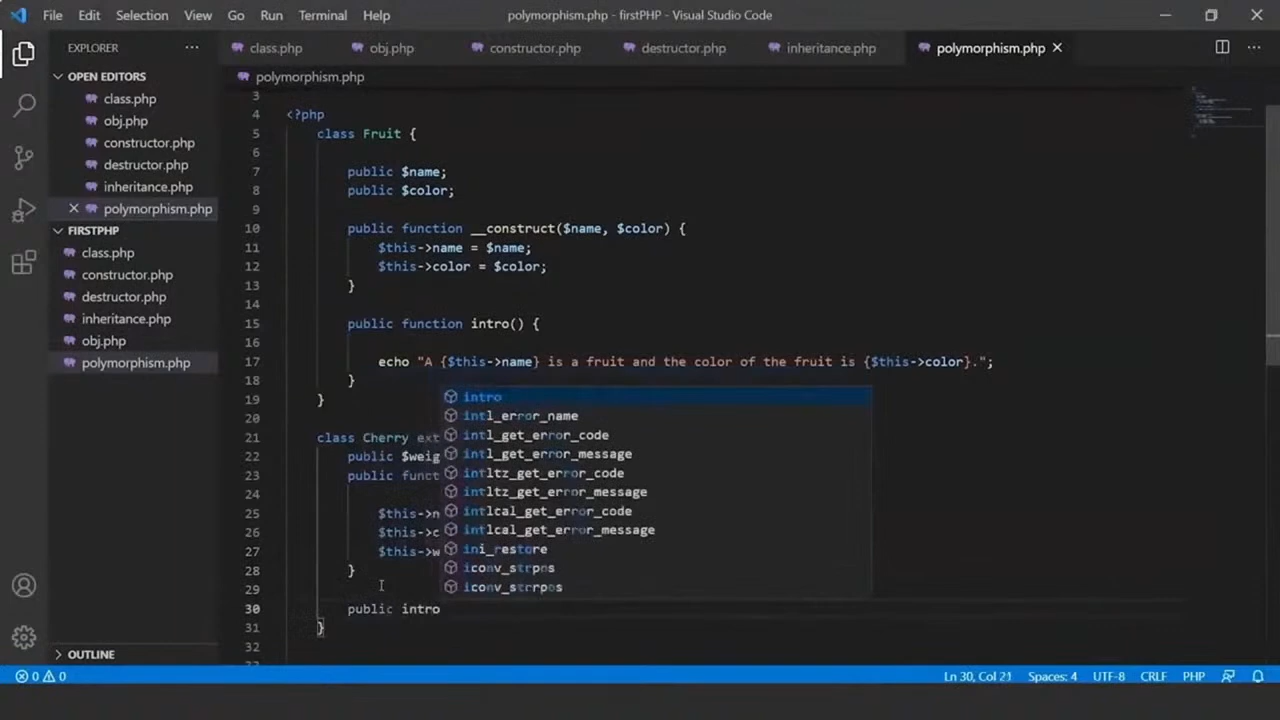 File Edit Selection View Go Run Terminal Help polymorphism.php - firstPHP - Visual Studio Code
EXPLORER ···
class.php obj.php constructor.php destructor.php inheritance.php polymorphism.php
OPEN EDITORS
class.php
obj.php
constructor.php
destructor.php
inheritance.php
polymorphism.php
FIRSTPHP
class.php
constructor.php
destructor.php
inheritance.php
obj.php
polymorphism.php
OUTLINE
polymorphism.php
3
4 <?php
5 class Fruit {
6
7 public $name;
8 public $color;
9
10 public function __construct($name, $color) {
11 $this->name = $name;
12 $this->color = $color;
13 }
14
15 public function intro() {
16
17 echo "A {$this->name} is a fruit and the color of the fruit is {$this->color}.";
18 }
19 }
20
21 class Cherry ext
22 public $weig
23 public funct
24
25 $this->n
26 $this->c
27 $this->w
28 }
29
30 public intro
31 }
32
intro
intl_error_name
intl_get_error_code
intl_get_error_message
intltz_get_error_code
intltz_get_error_message
intlcal_get_error_code
intlcal_get_error_message
ini_restore
iconv_strpos
iconv_strrpos
0 0 Ln 30, Col 21 Spaces: 4 UTF-8 CRLF PHP